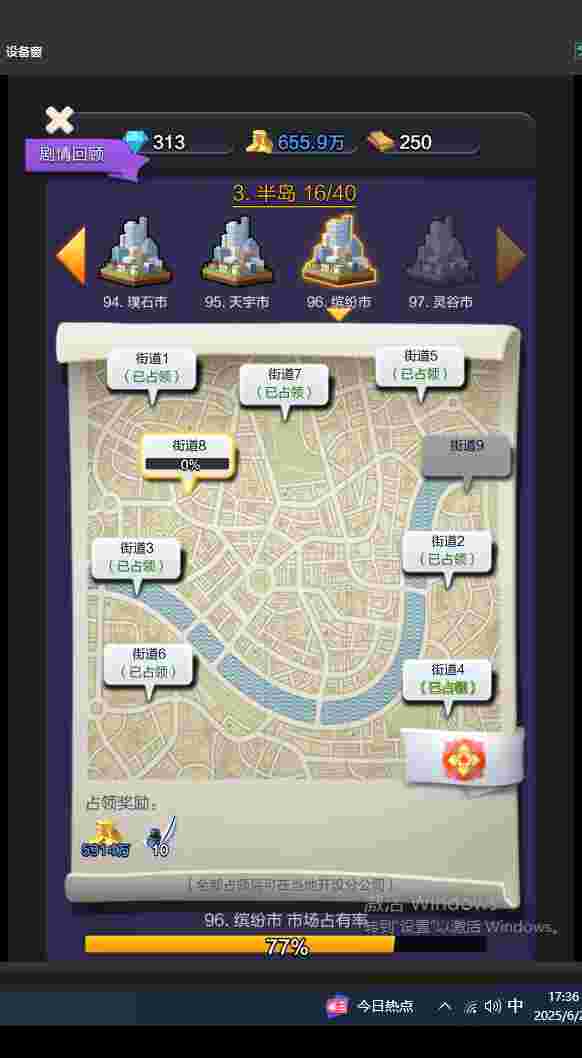 设备窗
313
655.9万
250
剧情回顾
3. 半岛 16/40
94. 璞石市
95. 天宇市
96. 缤纷市
97. 灵谷市
街道1
（已占领）
街道7
（已占领）
街道5
（已占领）
街道8
0%
街道9
街道3
（已占领）
街道2
（已占领）
街道6
（已占领）
街道4
（已占领）
占领奖励：
5914万
10
［全部占领后可在当地开设分公司］
激活 Windows
转到"设置"以激活 Windows。
96. 缤纷市 市场占有率
77%
今日热点
中
17:36